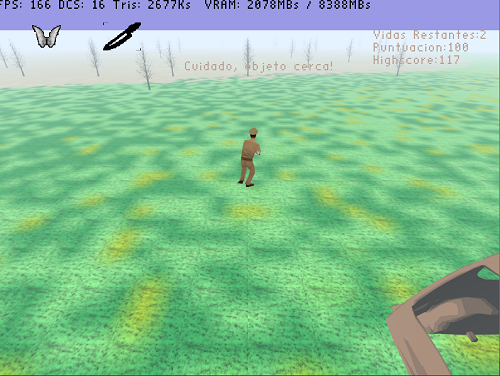 FPS: 166 DCS: 16 Tris: 2677Ks VRAM: 2078MBs / 8388MBs
Vidas Restantes:2
Puntuacion:100
Highscore:117
Cuidado, objeto cerca!